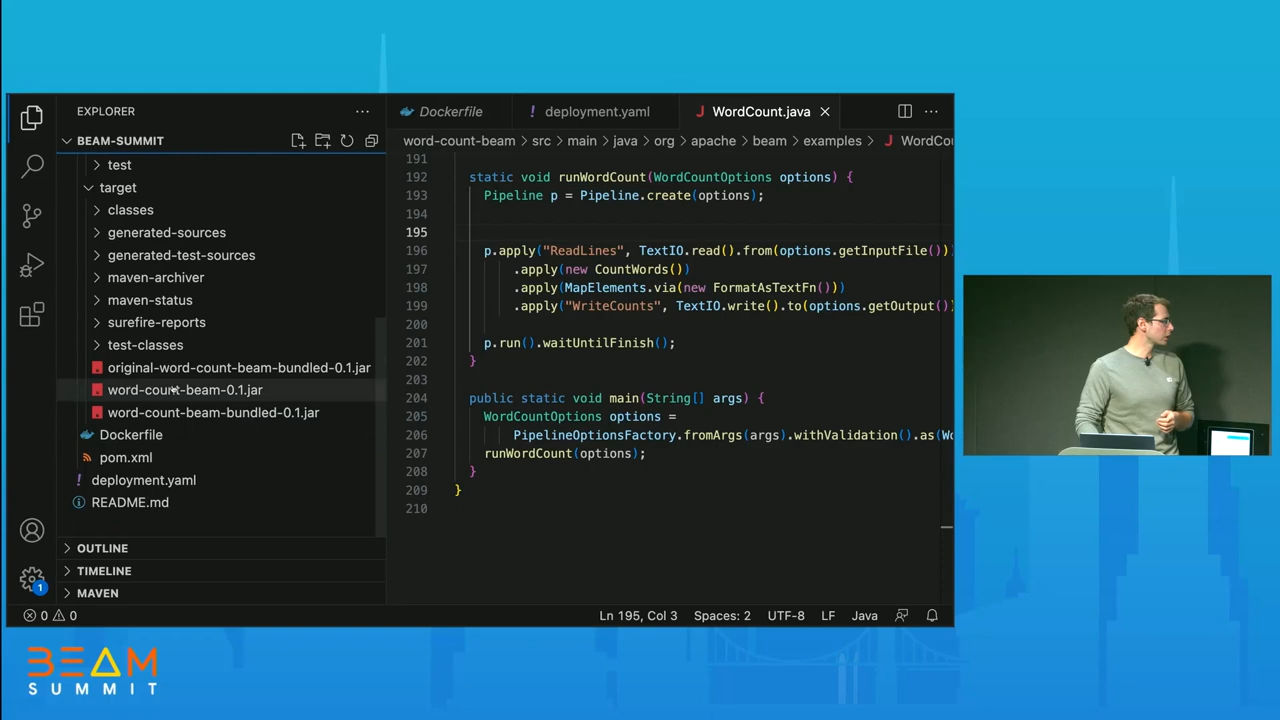 EXPLORER
BEAM-SUMMIT
test
target
classes
generated-sources
generated-test-sources
maven-archiver
maven-status
surefire-reports
test-classes
original-word-count-beam-bundled-0.1.jar
word-count-beam-0.1.jar
word-count-beam-bundled-0.1.jar
Dockerfile
pom.xml
deployment.yaml
README.md
OUTLINE
TIMELINE
MAVEN
Dockerfile
! deployment.yaml
J WordCount.java
word-count-beam > src > main > java > org > apache > beam > examples > J WordCou
191
192 static void runWordCount(WordCountOptions options) {
193 Pipeline p = Pipeline.create(options);
194
195
196 p.apply("ReadLines", TextIO.read().from(options.getInputFile())
197 .apply(new CountWords())
198 .apply(MapElements.via(new FormatAsTextFn()))
199 .apply("WriteCounts", TextIO.write().to(options.getOutput()
200
201 p.run().waitUntilFinish();
202 }
203
204 public static void main(String[] args) {
205 WordCountOptions options =
206 PipelineOptionsFactory.fromArgs(args).withValidation().as(W
207 runWordCount(options);
208 }
209 }
210
1
0 0
Ln 195, Col 3
Spaces: 2
UTF-8
LF
Java
BEAM
SUMMIT